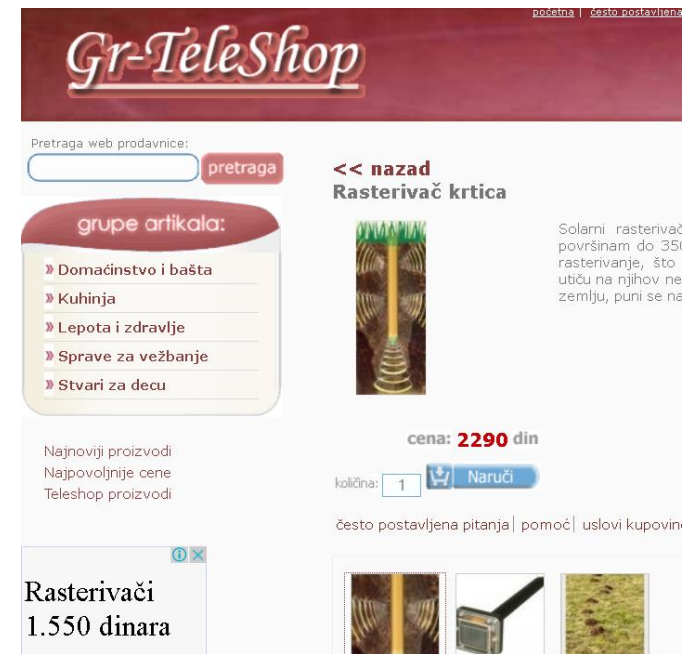 početna | često postavljena
Gr-TeleShop
Pretraga web prodavnice:
pretraga
grupe artikala:
» Domaćinstvo i bašta
» Kuhinja
» Lepota i zdravlje
» Sprave za vežbanje
» Stvari za decu
Najnoviji proizvodi
Najpovoljnije cene
Teleshop proizvodi
Rasterivači
1.550 dinara
<< nazad
Rasterivač krtica
Solarni rasterivač
površinam do 350
rasterivanje, što
utiču na njihov ne
zemlju, puni se na
cena: 2290 din
količina: 1 Naruči
često postavljena pitanja| pomoć| uslovi kupovine